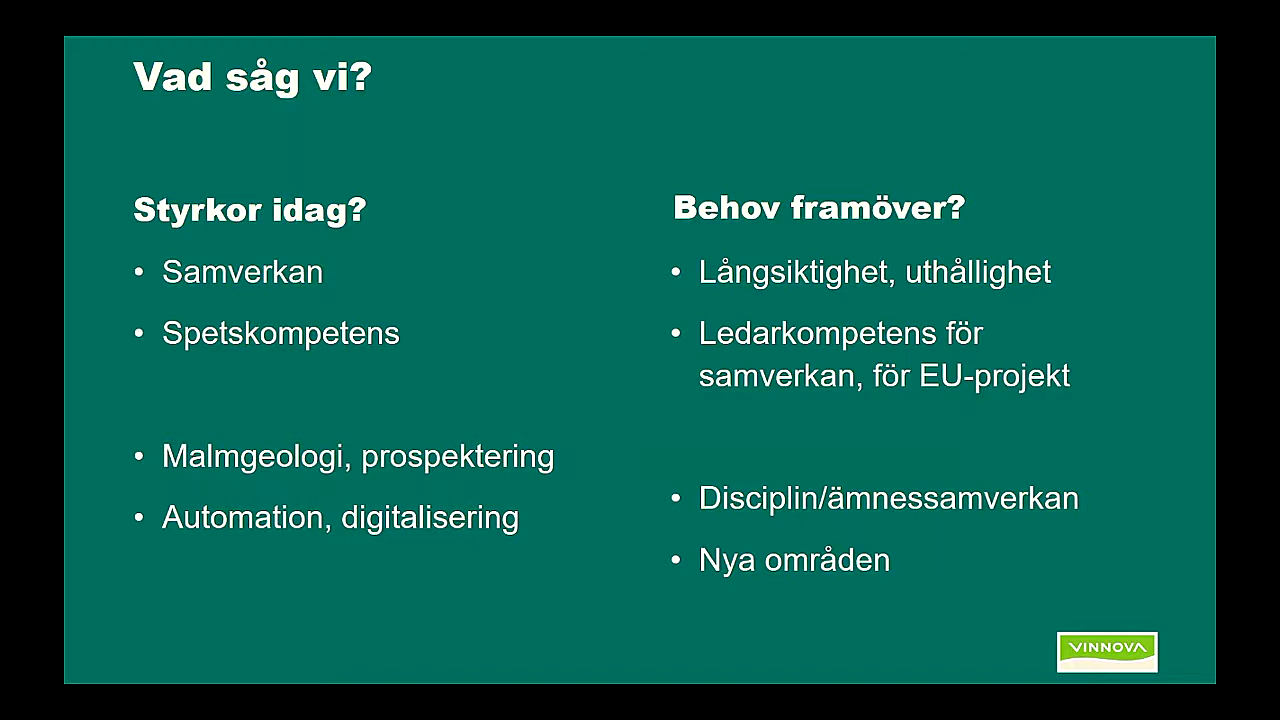 Vad såg vi?
Styrkor idag?
• Samverkan
• Spetskompetens
• Malmgeologi, prospektering
• Automation, digitalisering
Behov framöver?
• Långsiktighet, uthållighet
• Ledarkompetens för
samverkan, för EU-projekt
• Disciplin/ämnessamverkan
• Nya områden
VINNOVA